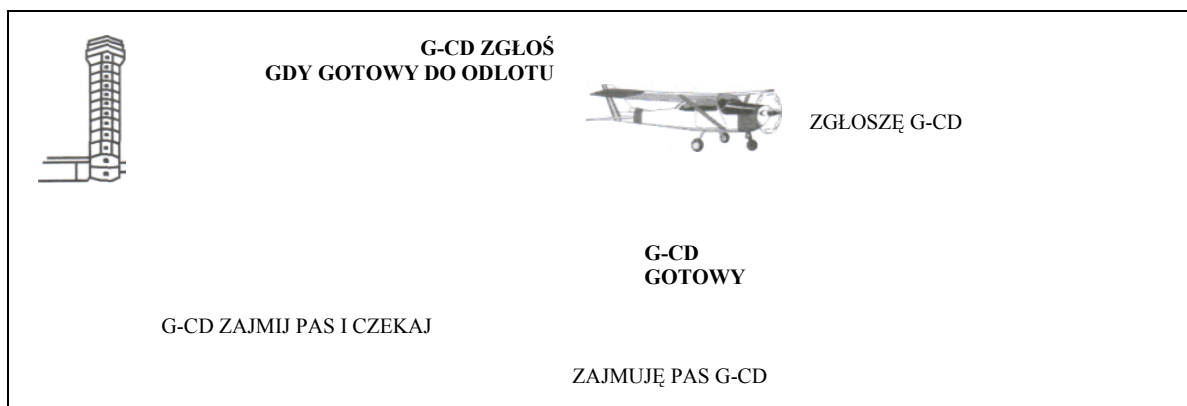 G-CD ZGŁOŚ
GDY GOTOWY DO ODLOTU
ZGŁOSZĘ G-CD
G-CD
GOTOWY
G-CD ZAJMIJ PAS I CZEKAJ
ZAJMUJĘ PAS G-CD